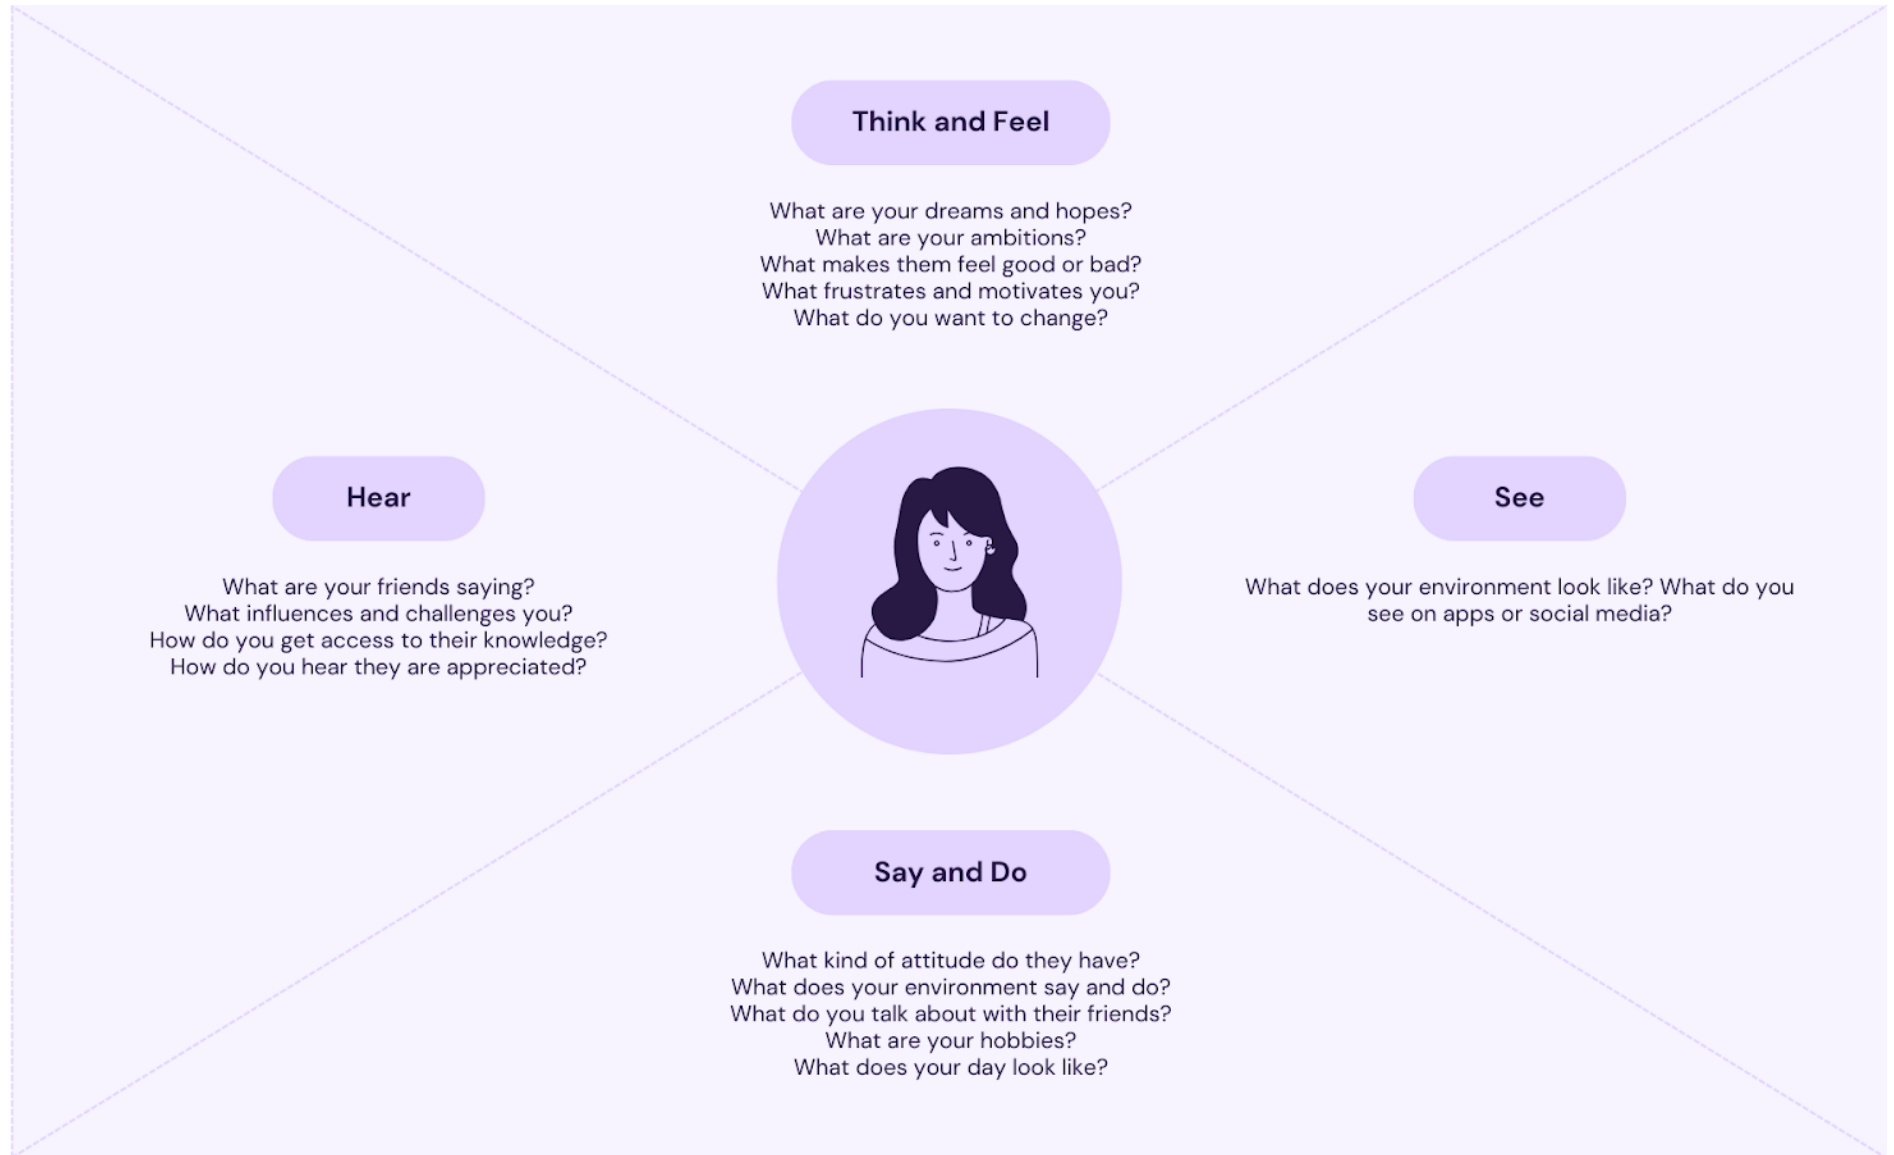 Think and Feel
What are your dreams and hopes?
What are your ambitions?
What makes them feel good or bad?
What frustrates and motivates you?
What do you want to change?
Hear
What are your friends saying?
What influences and challenges you?
How do you get access to their knowledge?
How do you hear they are appreciated?
See
What does your environment look like? What do you
see on apps or social media?
Say and Do
What kind of attitude do they have?
What does your environment say and do?
What do you talk about with their friends?
What are your hobbies?
What does your day look like?